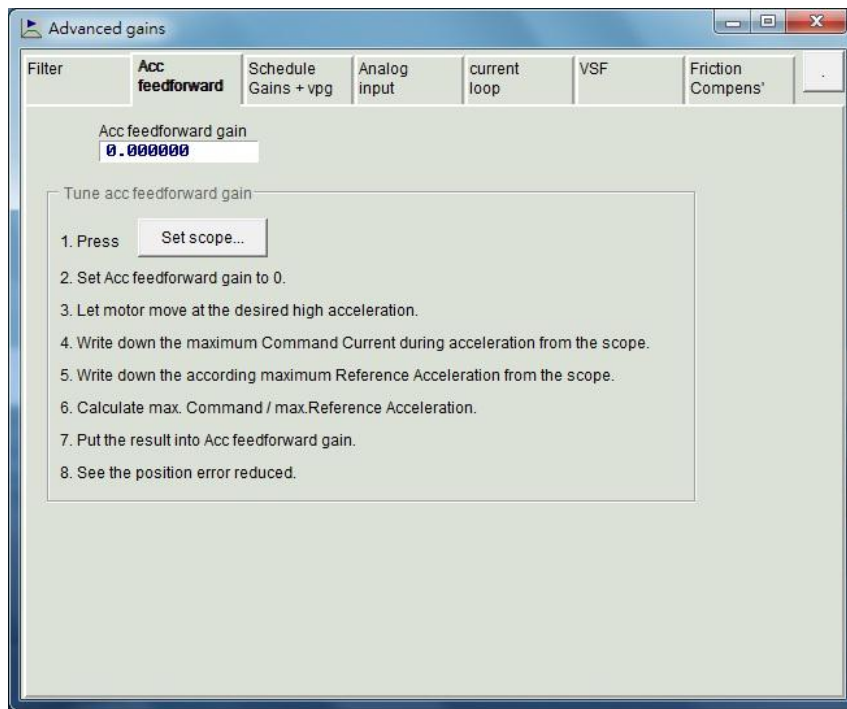 Advanced gains
Filter
Acc
feedforward
Schedule
Gains + vpg
Analog
input
current
loop
VSF
Friction
Compens'
.
Acc feedforward gain
0.000000
Tune acc feedforward gain
1. Press Set scope...
2. Set Acc feedforward gain to 0.
3. Let motor move at the desired high acceleration.
4. Write down the maximum Command Current during acceleration from the scope.
5. Write down the according maximum Reference Acceleration from the scope.
6. Calculate max. Command / max.Reference Acceleration.
7. Put the result into Acc feedforward gain.
8. See the position error reduced.